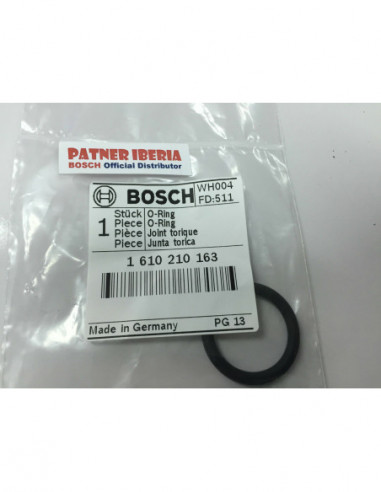 PATNER IBERIA
BOSCH Official Distributor
BOSCH
WH004
FD:511
1
Stück O-Ring
Piece O-Ring
Pièce Joint torique
Piece Junta torica
1 610 210 163
Made in Germany PG 13